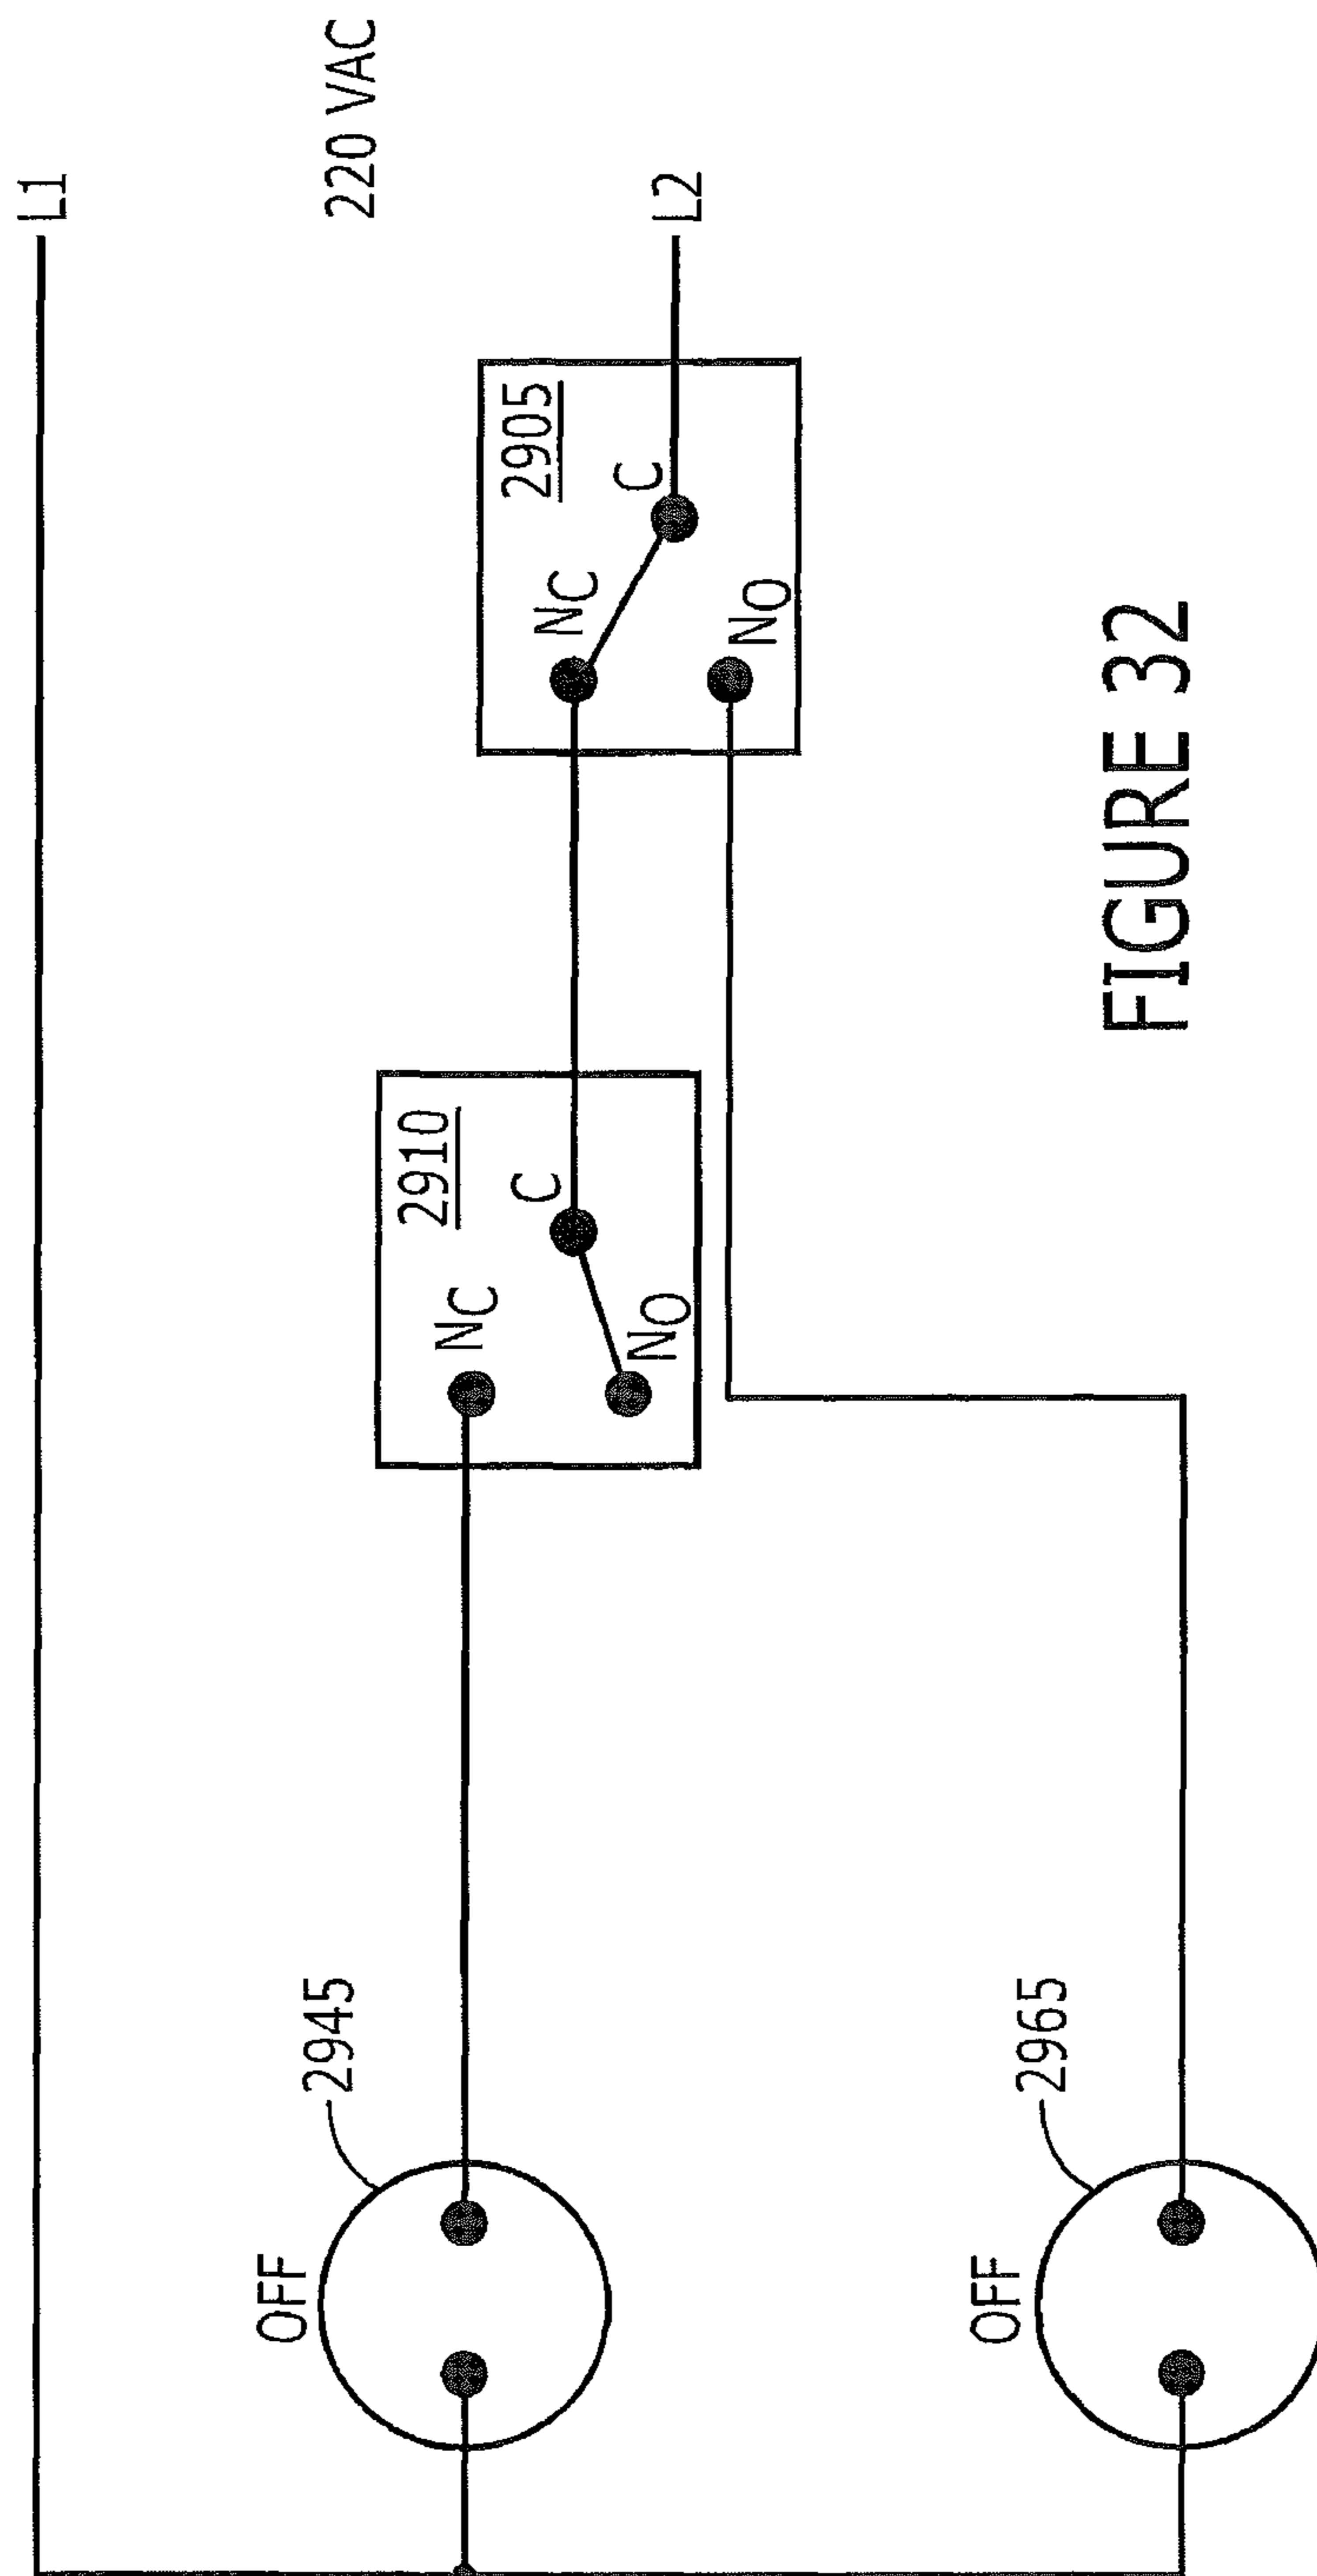 L1
220 VAC
L2
2905
C
NC
NO
2910
C
NC
NO
2945
OFF
2965
OFF
FIGURE 32